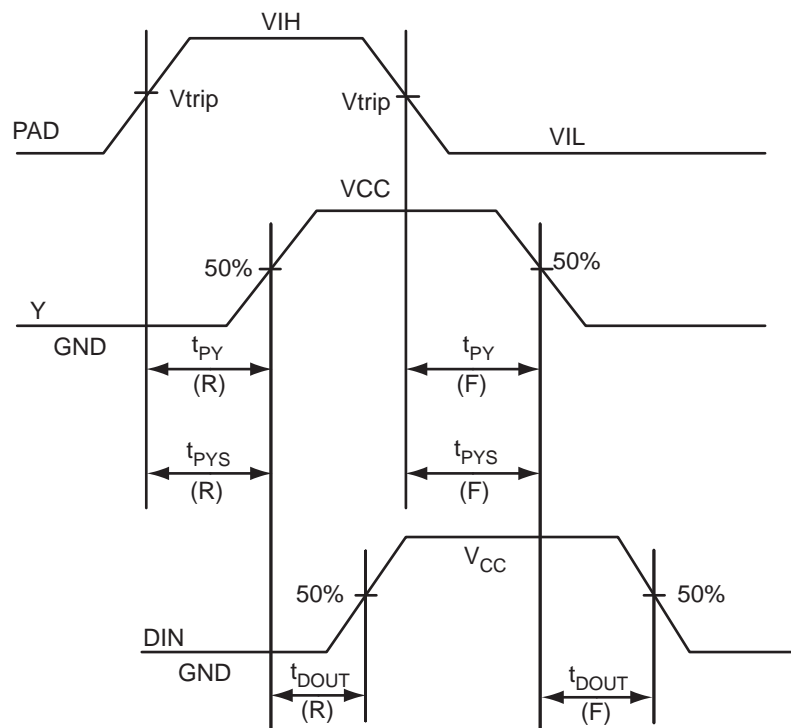 VIH
Vtrip
Vtrip
PAD
VIL
VCC
50%
50%
Y
GND
tPY
(R)
tPY
(F)
tPYS
(R)
tPYS
(F)
VCC
50%
50%
DIN
GND
tDOUT
(R)
tDOUT
(F)